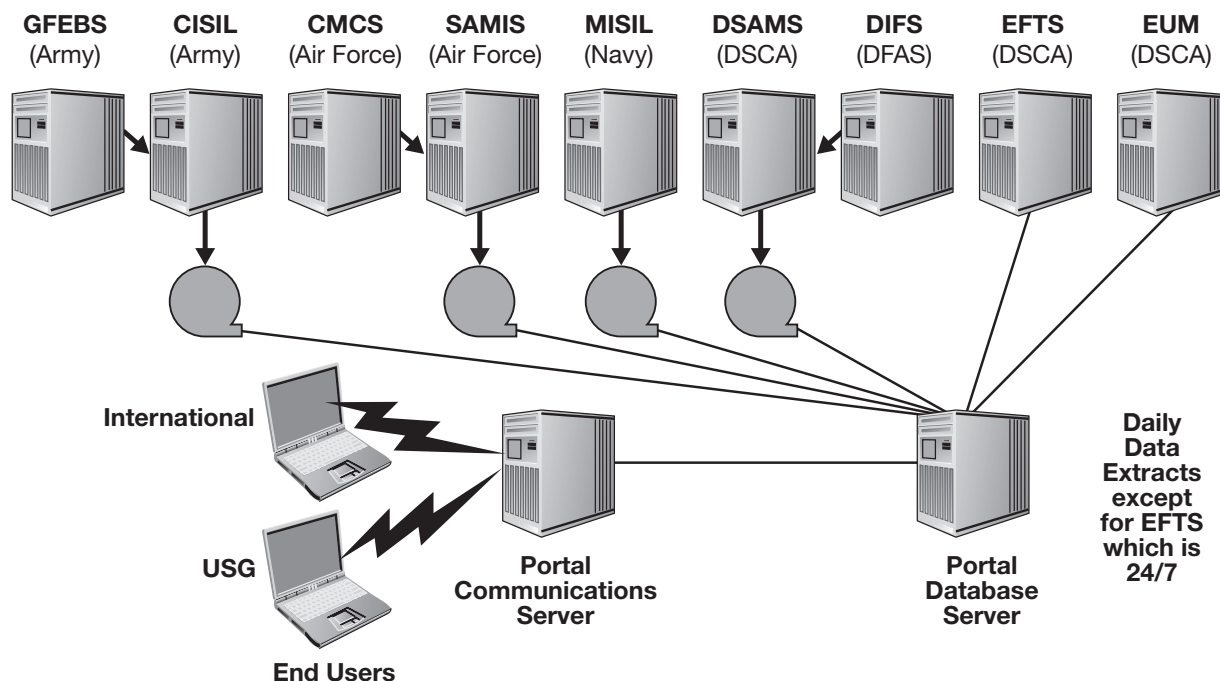 GFEBS
(Army)
CISIL
(Army)
CMCS
(Air Force)
SAMIS
(Air Force)
MISIL
(Navy)
DSAMS
(DSCA)
DIFS
(DFAS)
EFTS
(DSCA)
EUM
(DSCA)
International
USG
End Users
Portal
Communications
Server
Portal
Database
Server
Daily
Data
Extracts
except
for EFTS
which is
24/7